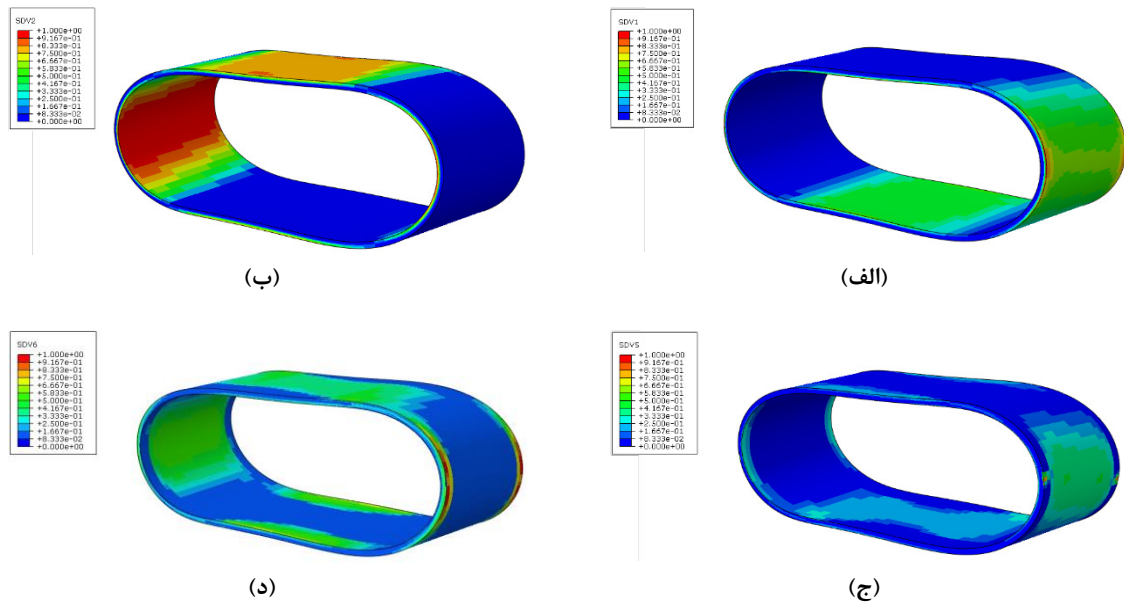 SDV2
+1.000e+00
+9.167e-01
+8.333e-01
+7.500e-01
+6.667e-01
+5.833e-01
+5.000e-01
+4.167e-01
+3.333e-01
+2.500e-01
+1.667e-01
+8.333e-02
+0.000e+00
(ب)
SDV1
+1.000e+00
+9.167e-01
+8.333e-01
+7.500e-01
+6.667e-01
+5.833e-01
+5.000e-01
+4.167e-01
+3.333e-01
+2.500e-01
+1.667e-01
+8.333e-02
+0.000e+00
(الف)
SDV6
+1.000e+00
+9.167e-01
+8.333e-01
+7.500e-01
+6.667e-01
+5.833e-01
+5.000e-01
+4.167e-01
+3.333e-01
+2.500e-01
+1.667e-01
+8.333e-02
+0.000e+00
(د)
SDV5
+1.000e+00
+9.167e-01
+8.333e-01
+7.500e-01
+6.667e-01
+5.833e-01
+5.000e-01
+4.167e-01
+3.333e-01
+2.500e-01
+1.667e-01
+8.333e-02
+0.000e+00
(ج)